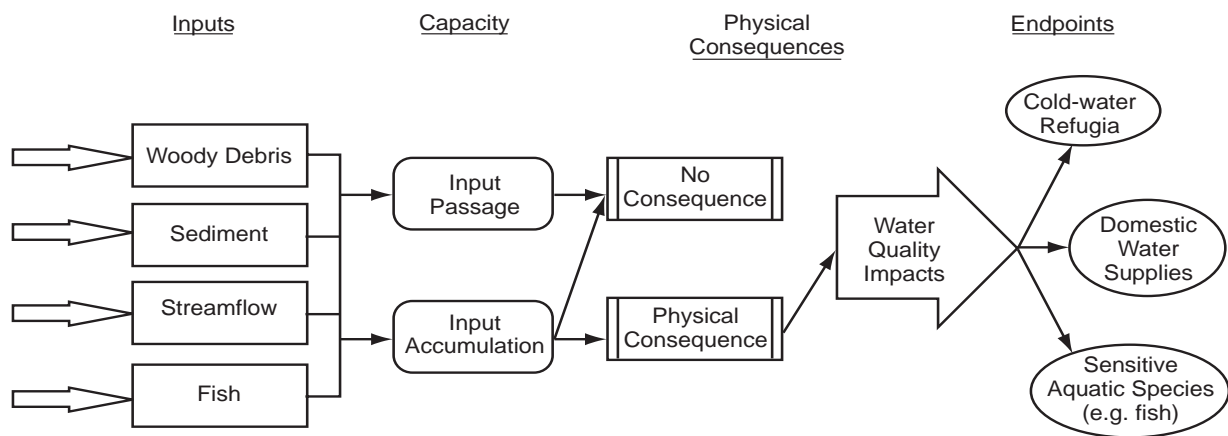 Inputs
Capacity
Physical
Consequences
Endpoints
Woody Debris
Sediment
Streamflow
Fish
Input
Passage
Input
Accumulation
No
Consequence
Physical
Consequence
Water
Quality
Impacts
Cold-water
Refugia
Domestic
Water
Supplies
Sensitive
Aquatic Species
(e.g. fish)